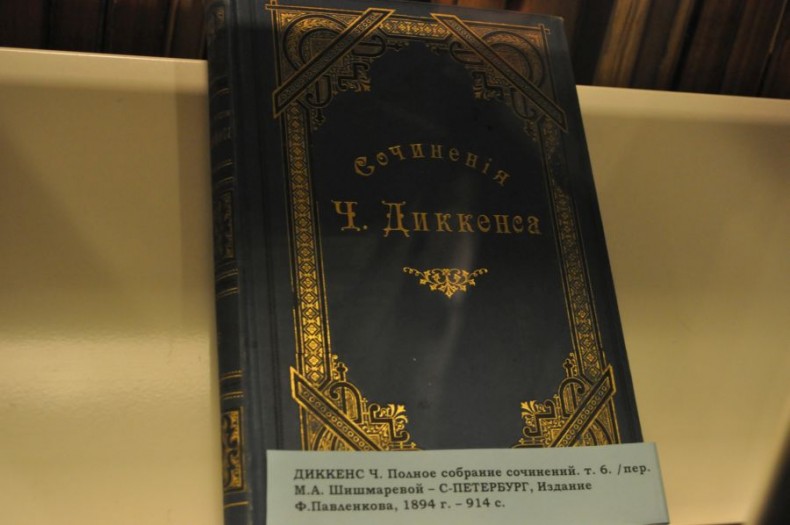 Сочиненія
Ч. Диккенса
ДИККЕНС Ч. Полное собрание сочинений. т. 6. /пер.
М.А. Шишмаревой – С-ПЕТЕРБУРГ, Издание
Ф.Павленкова, 1894 г. – 914 с.